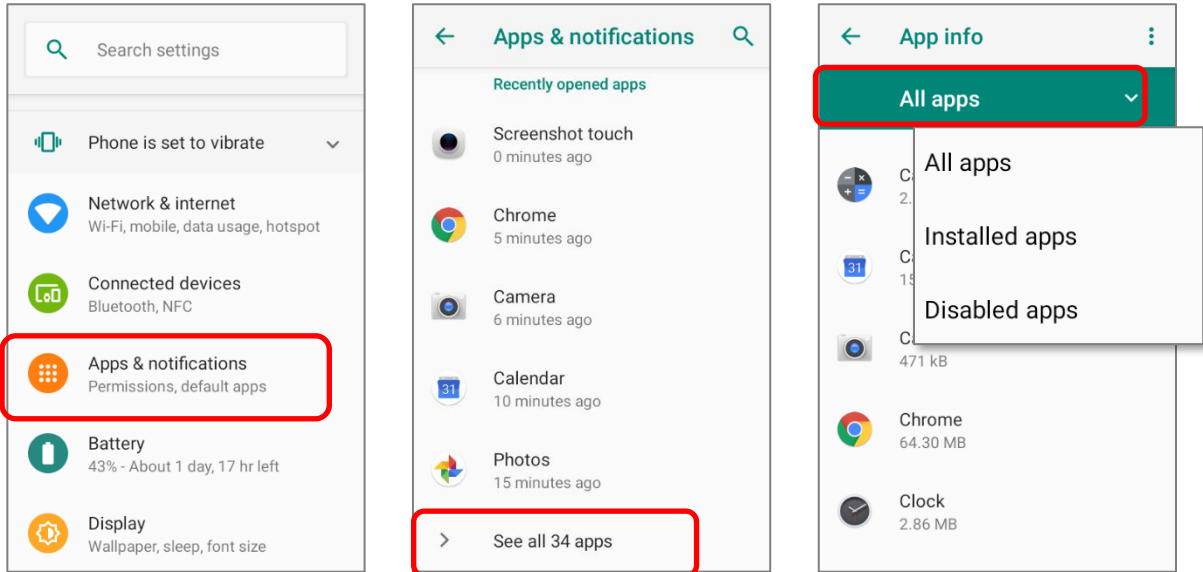 Search settings
Phone is set to vibrate
Network & internet
Wi-Fi, mobile, data usage, hotspot
Connected devices
Bluetooth, NFC
Apps & notifications
Permissions, default apps
Battery
43% - About 1 day, 17 hr left
Display
Wallpaper, sleep, font size
Apps & notifications
Recently opened apps
Screenshot touch
0 minutes ago
Chrome
5 minutes ago
Camera
6 minutes ago
31
Calendar
10 minutes ago
Photos
15 minutes ago
See all 34 apps
App info
All apps
All apps
Installed apps
Disabled apps
31
471 kB
Chrome
64.30 MB
Clock
2.86 MB